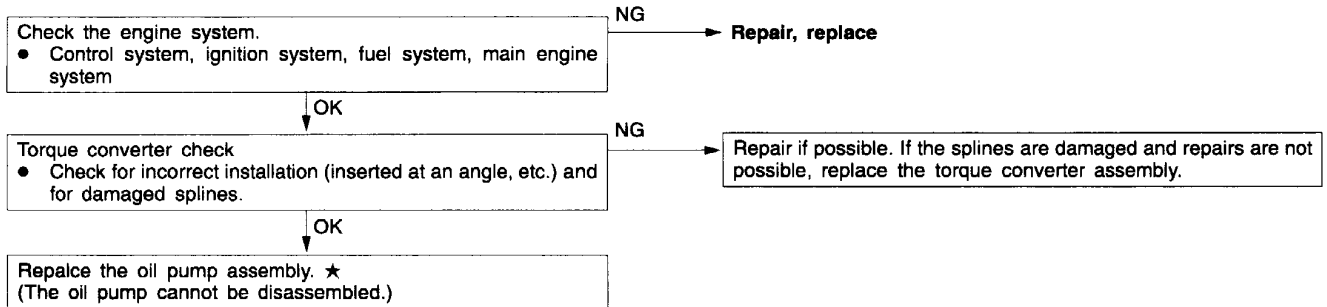 NG
Check the engine system.
● Control system, ignition system, fuel system, main engine
system
Repair, replace
OK
NG
Torque converter check
● Check for incorrect installation (inserted at an angle, etc.) and
for damaged splines.
Repair if possible. If the splines are damaged and repairs are not
possible, replace the torque converter assembly.
OK
Repalce the oil pump assembly. ★
(The oil pump cannot be disassembled.)